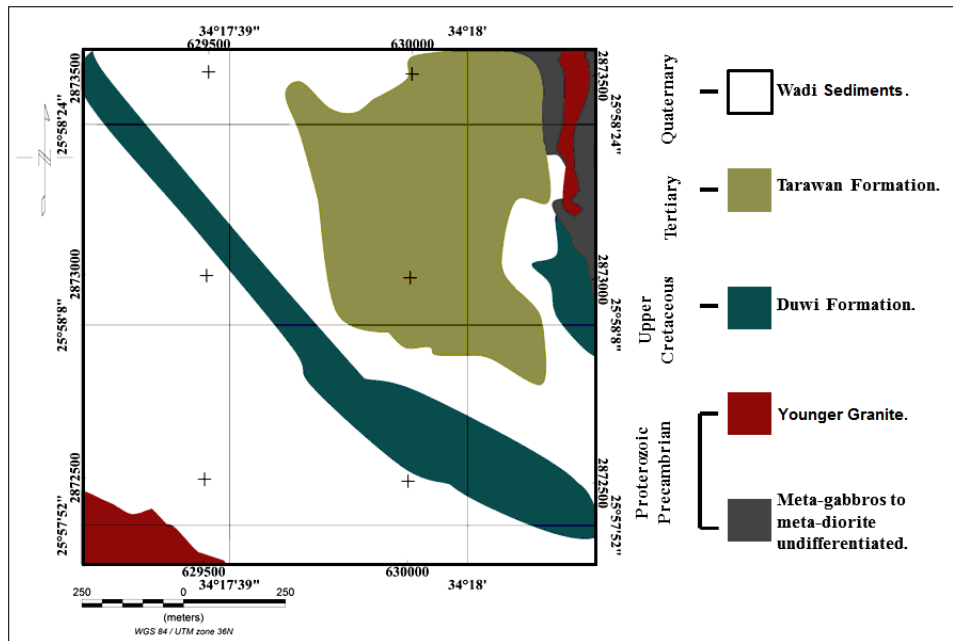 34°17'39" 34°18'
629500 630000
2873500
25°58'24"
2873000
25°58'8"
2872500
25°57'52"
2873500
25°58'24"
2873000
25°58'8"
2872500
25°57'52"
629500 630000
34°17'39" 34°18'
N
250 0 250
(meters)
WGS 84 / UTM zone 36N
Quaternary
Wadi Sediments.
Tertiary
Tarawan Formation.
Upper
Cretaceous
Duwi Formation.
Proterozoic
Precambrian
Younger Granite.
Meta-gabbros to
meta-diorite
undifferentiated.